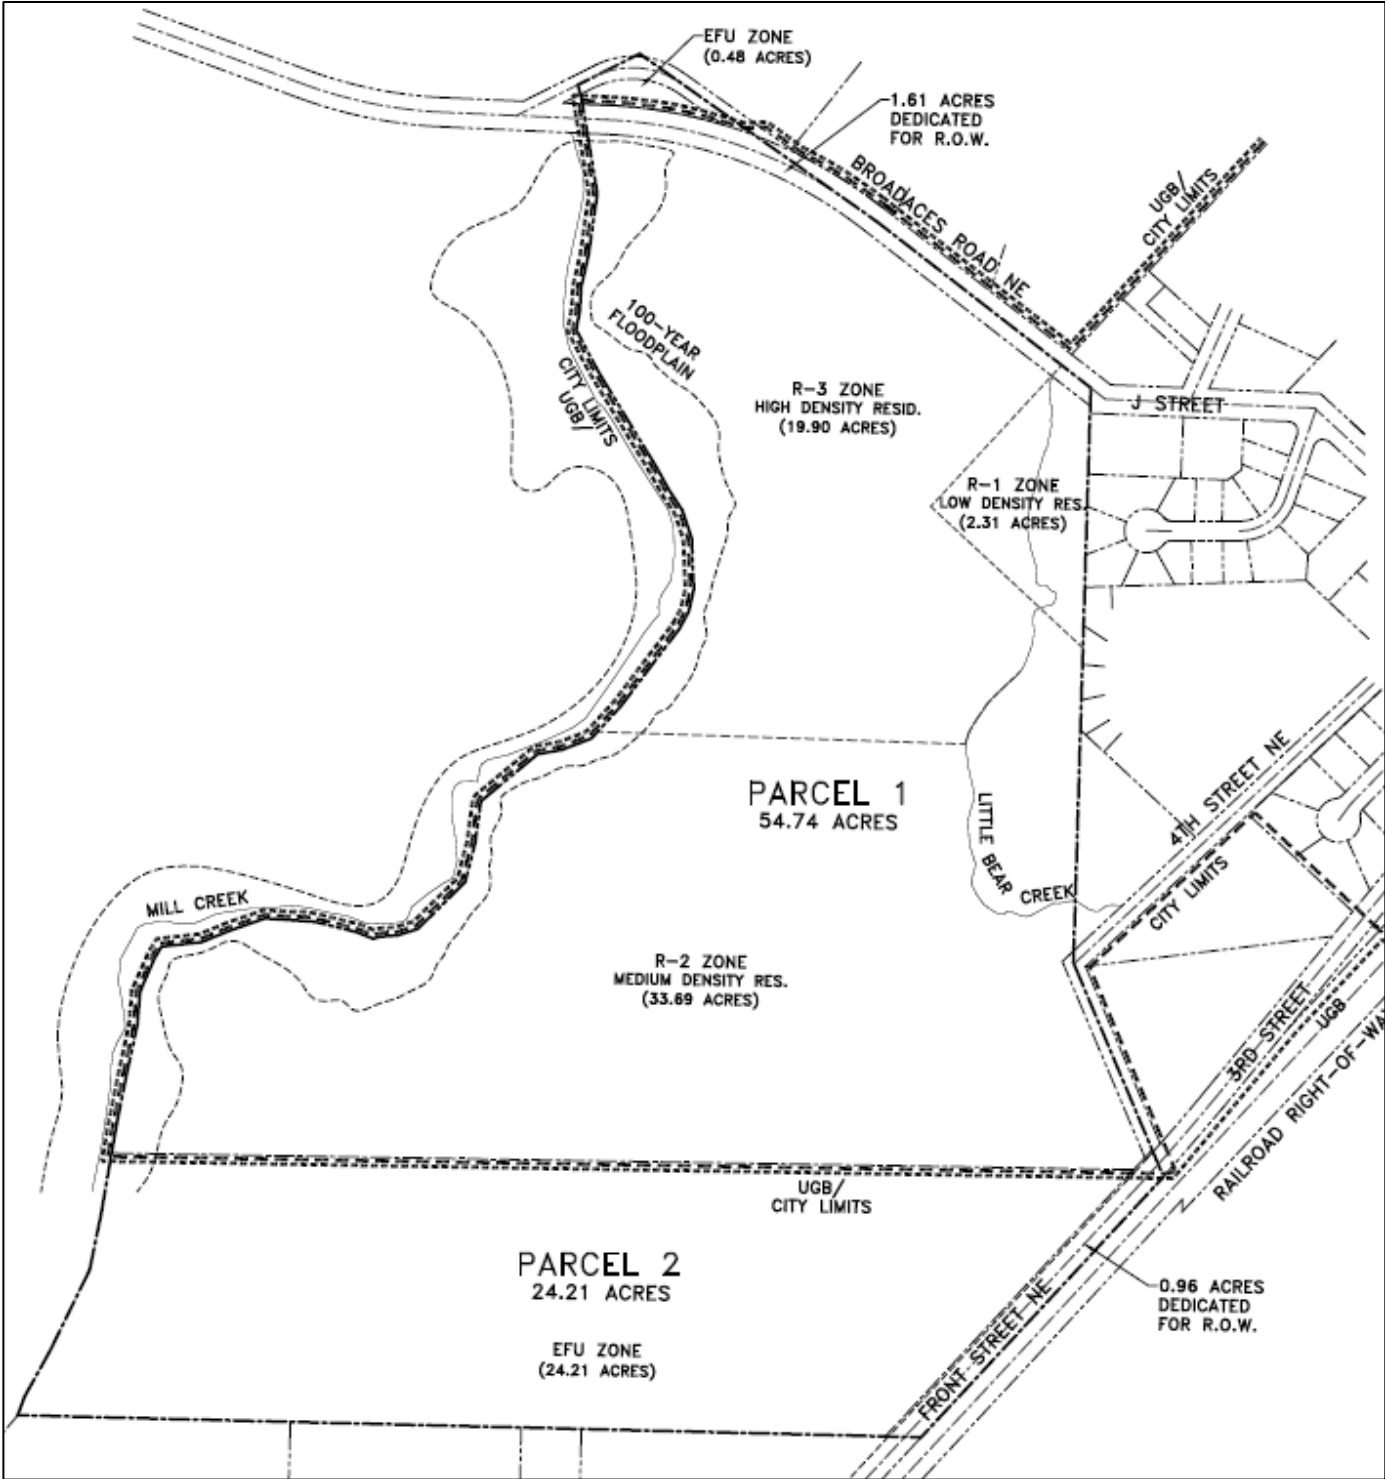 EFU ZONE
(0.48 ACRES)
1.61 ACRES
DEDICATED
FOR R.O.W.
BROADACES ROAD NE
UGB/
CITY LIMITS
100-YEAR
FLOODPLAIN
CITY LIMITS
UGB/
R-3 ZONE
HIGH DENSITY RESID.
(19.90 ACRES)
J STREET
R-1 ZONE
LOW DENSITY RES.
(2.31 ACRES)
PARCEL 1
54.74 ACRES
4TH STREET NE
CITY LIMITS
LITTLE BEAR CREEK
MILL CREEK
R-2 ZONE
MEDIUM DENSITY RES.
(33.69 ACRES)
3RD STREET
UGB
RAILROAD RIGHT-OF-WA
UGB/
CITY LIMITS
PARCEL 2
24.21 ACRES
0.96 ACRES
DEDICATED
FOR R.O.W.
FRONT STREET NE
EFU ZONE
(24.21 ACRES)